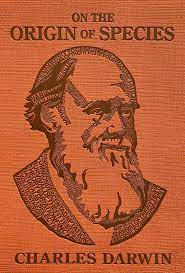 ON THE
ORIGIN OF SPECIES
CHARLES DARWIN